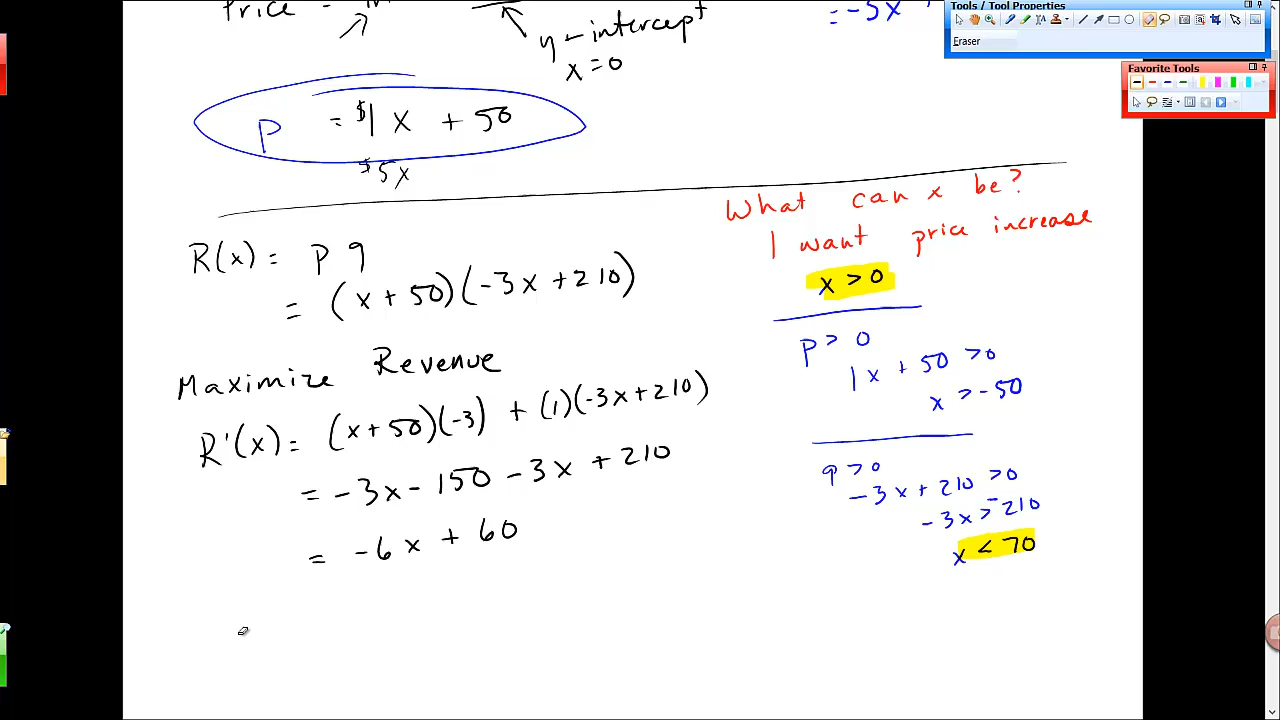 Price =
= -3x
y-intercept
x = 0
P = $1 x + 50
$5x
What can x be?
I want price increase
x > 0
R(x) = P q
= (x + 50)(-3x + 210)
P > 0
1x + 50 > 0
x > -50
Maximize Revenue
R'(x) = (x + 50)(-3) + (1)(-3x + 210)
= -3x - 150 - 3x + 210
= -6x + 60
q > 0
-3x + 210 > 0
-3x > -210
x < 70
Tools / Tool Properties
Eraser
Favorite Tools